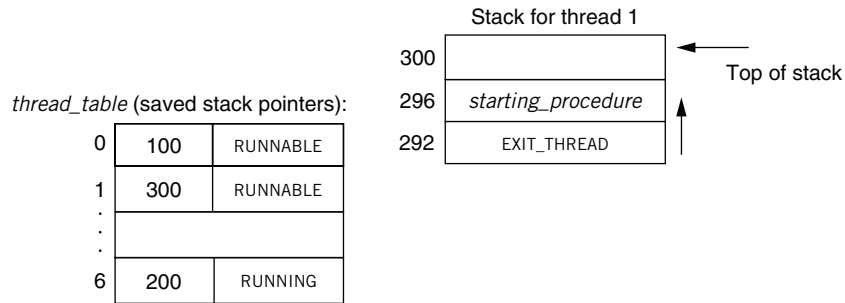 Stack for thread 1
300
Top of stack
296 starting_procedure
292 EXIT_THREAD
thread_table (saved stack pointers):
0 100 RUNNABLE
1 300 RUNNABLE
.
.
.
6 200 RUNNING